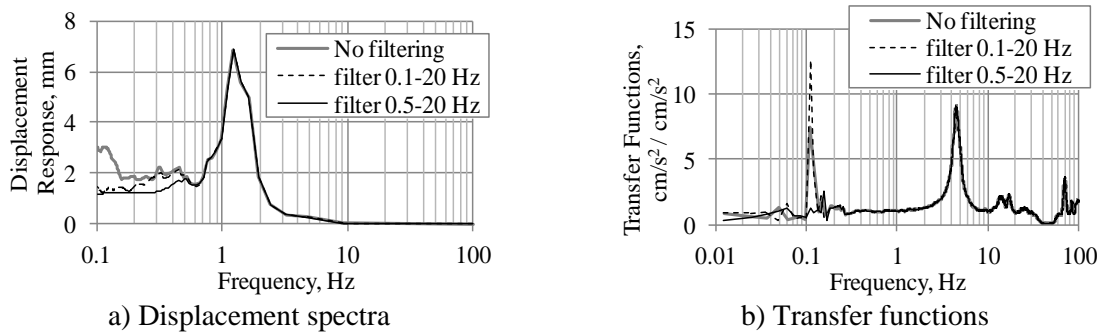 8
6
4
2
0
Displacement
Response, mm
No filtering
filter 0.1-20 Hz
filter 0.5-20 Hz
0.1
1
10
100
Frequency, Hz
a) Displacement spectra
15
10
5
0
Transfer Functions,
cm/s² / cm/s²
No filtering
filter 0.1-20 Hz
filter 0.5-20 Hz
0.01
0.1
1
10
100
Frequency, Hz
b) Transfer functions